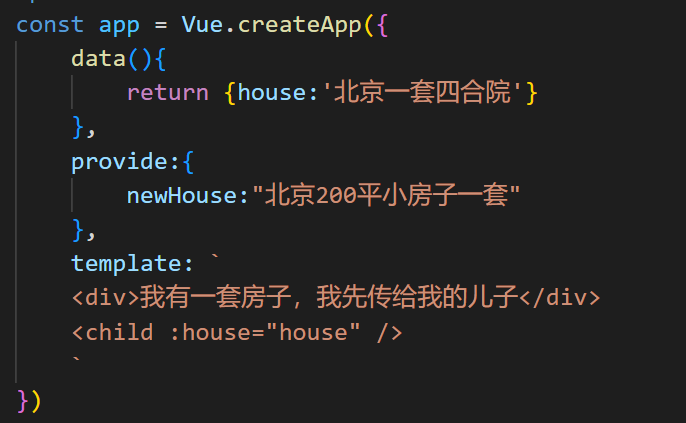 const app = Vue.createApp({
    data(){
        return {house:'北京一套四合院'}
    },
    provide:{
        newHouse:"北京200平小房子一套"
    },
    template: `
    <div>我有一套房子，我先传给我的儿子</div>
    <child :house="house" />
    `
})